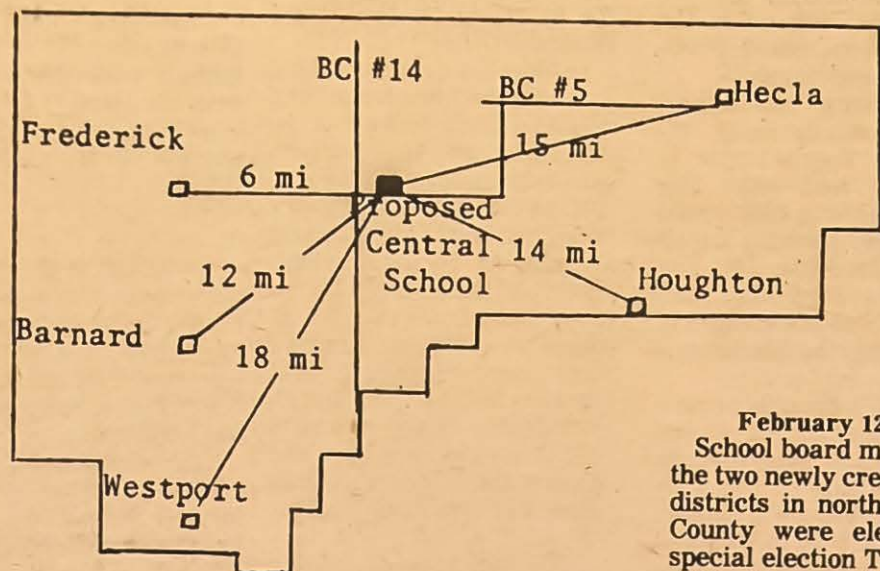 BC #14
BC #5
Hecla
Frederick
15 mi
6 mi
Proposed
Central
School
14 mi
12 mi
Houghton
Barnard
18 mi
Westport
February 12
School board m
the two newly cre
districts in north
County were ele
special election T